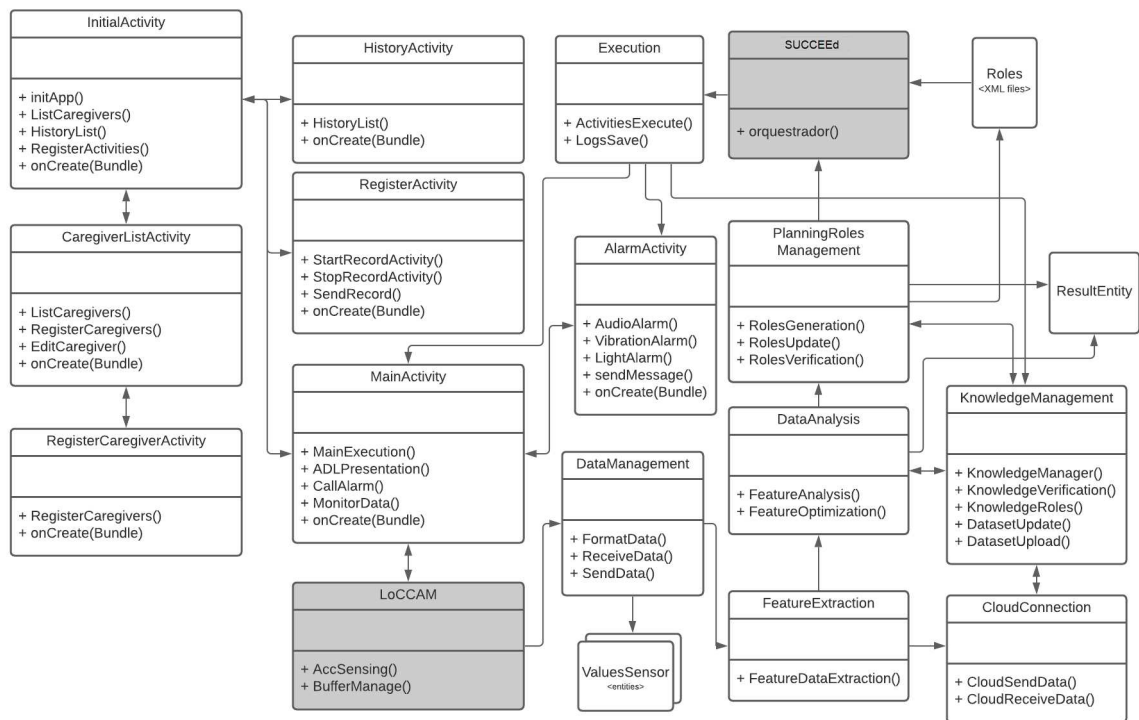 InitialActivity
+ initApp()
+ ListCaregivers()
+ HistoryList()
+ RegisterActivities()
+ onCreate(Bundle)
CaregiverListActivity
+ ListCaregivers()
+ RegisterCaregivers()
+ EditCaregiver()
+ onCreate(Bundle)
RegisterCaregiverActivity
+ RegisterCaregivers()
+ onCreate(Bundle)
HistoryActivity
+ HistoryList()
+ onCreate(Bundle)
RegisterActivity
+ StartRecordActivity()
+ StopRecordActivity()
+ SendRecord()
+ onCreate(Bundle)
MainActivity
+ MainExecution()
+ ADLPresentation()
+ CallAlarm()
+ MonitorData()
+ onCreate(Bundle)
LoCCAM
+ AccSensing()
+ BufferManage()
Execution
+ ActivitiesExecute()
+ LogsSave()
AlarmActivity
+ AudioAlarm()
+ VibrationAlarm()
+ LightAlarm()
+ sendMessage()
+ onCreate(Bundle)
DataManagement
+ FormatData()
+ ReceiveData()
+ SendData()
ValuesSensor
<entities>
SUCCEEd
+ orquestrador()
PlanningRoles
Management
+ RolesGeneration()
+ RolesUpdate()
+ RolesVerification()
DataAnalysis
+ FeatureAnalysis()
+ FeatureOptimization()
FeatureExtraction
+ FeatureDataExtraction()
Roles
<XML files>
ResultEntity
KnowledgeManagement
+ KnowledgeManager()
+ KnowledgeVerification()
+ KnowledgeRoles()
+ DatasetUpdate()
+ DatasetUpload()
CloudConnection
+ CloudSendData()
+ CloudReceiveData()